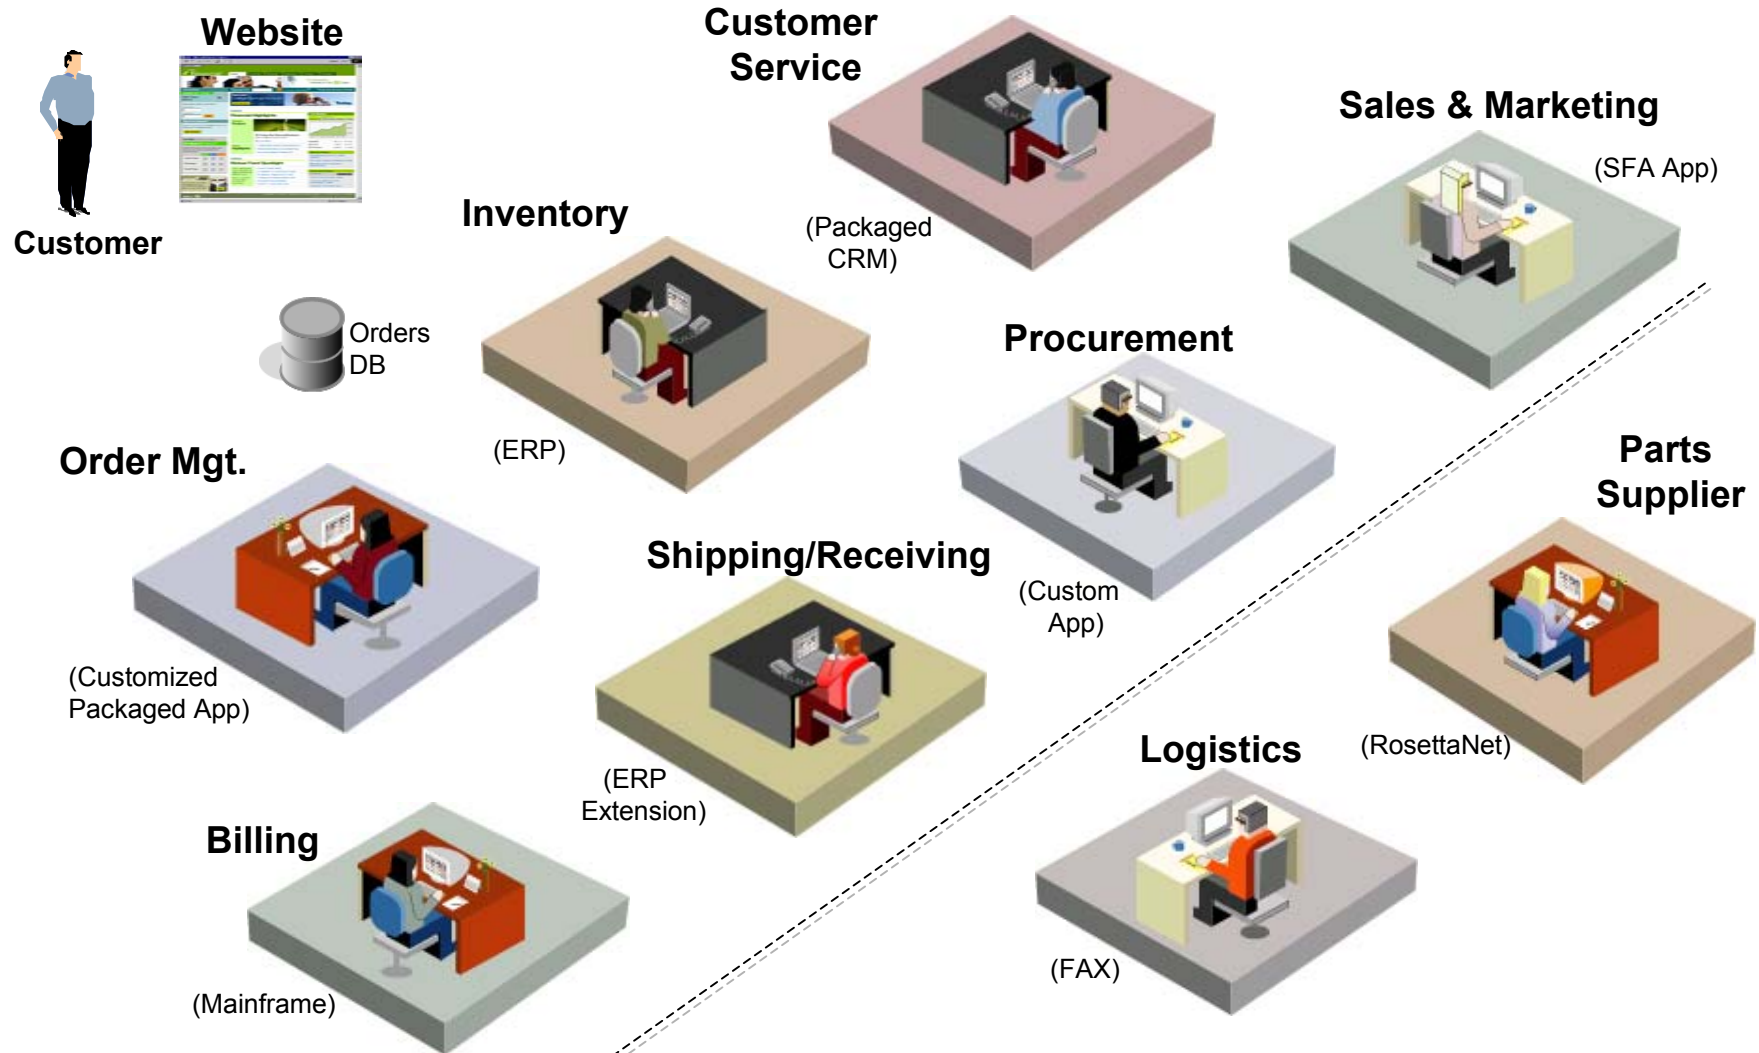 Website
Customer
Customer
Service
(Packaged
CRM)
Sales & Marketing
(SFA App)
Inventory
(ERP)
Orders
DB
Procurement
(Custom
App)
Order Mgt.
(Customized
Packaged App)
Shipping/Receiving
(ERP
Extension)
Parts
Supplier
(RosettaNet)
Logistics
(FAX)
Billing
(Mainframe)